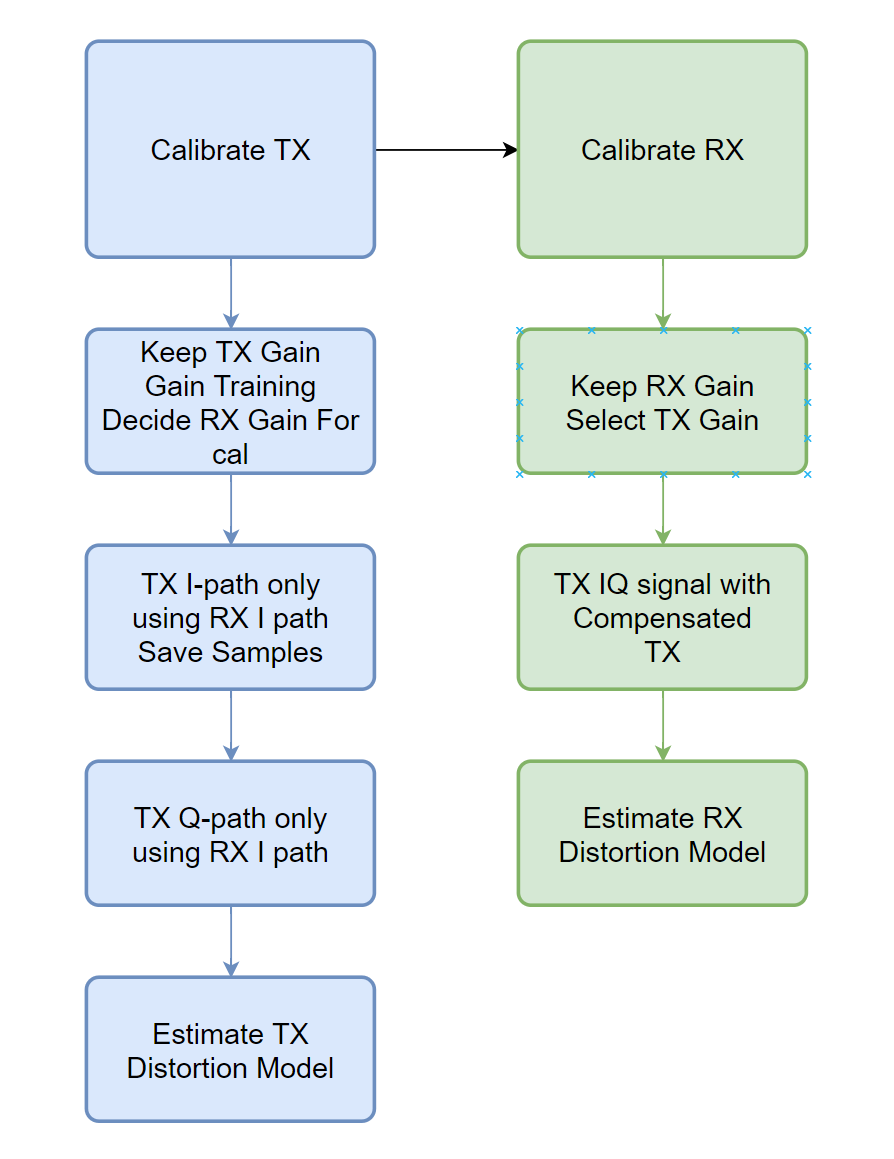 Calibrate TX
Calibrate RX
Keep TX Gain
Gain Training
Decide RX Gain For
cal
Keep RX Gain
Select TX Gain
TX I-path only
using RX I path
Save Samples
TX IQ signal with
Compensated
TX
TX Q-path only
using RX I path
Estimate RX
Distortion Model
Estimate TX
Distortion Model